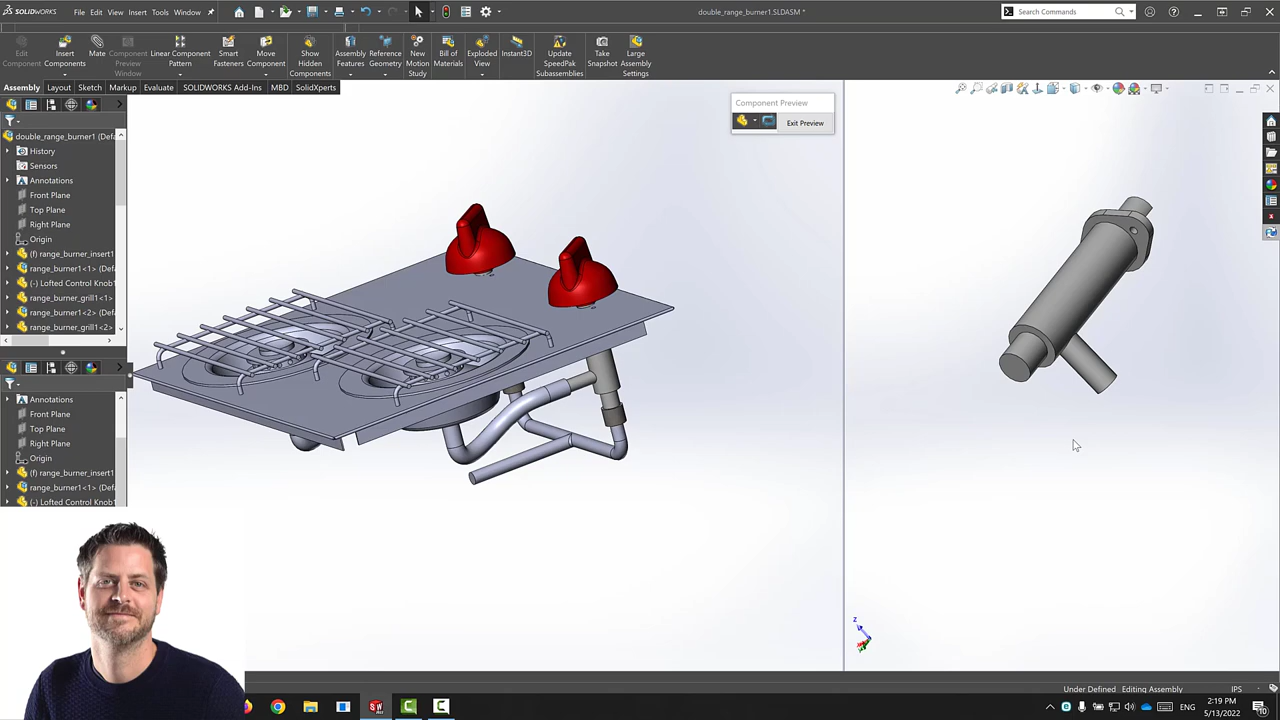 SOLIDWORKS File Edit View Insert Tools Window double_range_burner1 SLDASM * Search Commands
Edit Component
Insert Components
Mate
Component Preview Window
Linear Component Pattern
Smart Fasteners
Move Component
Show Hidden Components
Assembly Features
Reference Geometry
New Motion Study
Bill of Materials
Exploded View
Instant3D
Update SpeedPak Subassemblies
Take Snapshot
Large Assembly Settings
Assembly Layout Sketch Markup Evaluate SOLIDWORKS Add-Ins MBD SolidXperts
Component Preview
Exit Preview
double_range_burner1 (Defa
History
Sensors
Annotations
Front Plane
Top Plane
Right Plane
Origin
(f) range_burner_insert1
range_burner1<1> (Defa
(-) Lofted Control Knob1
range_burner_grill1<1>
range_burner1<2> (Defa
range_burner_grill1<2>
Annotations
Front Plane
Top Plane
Right Plane
Origin
(f) range_burner_insert1
range_burner1<1> (Defa
(-) Lofted Control Knob1
z
Under Defined Editing Assembly IPS
SW
2:19 PM
5/13/2022